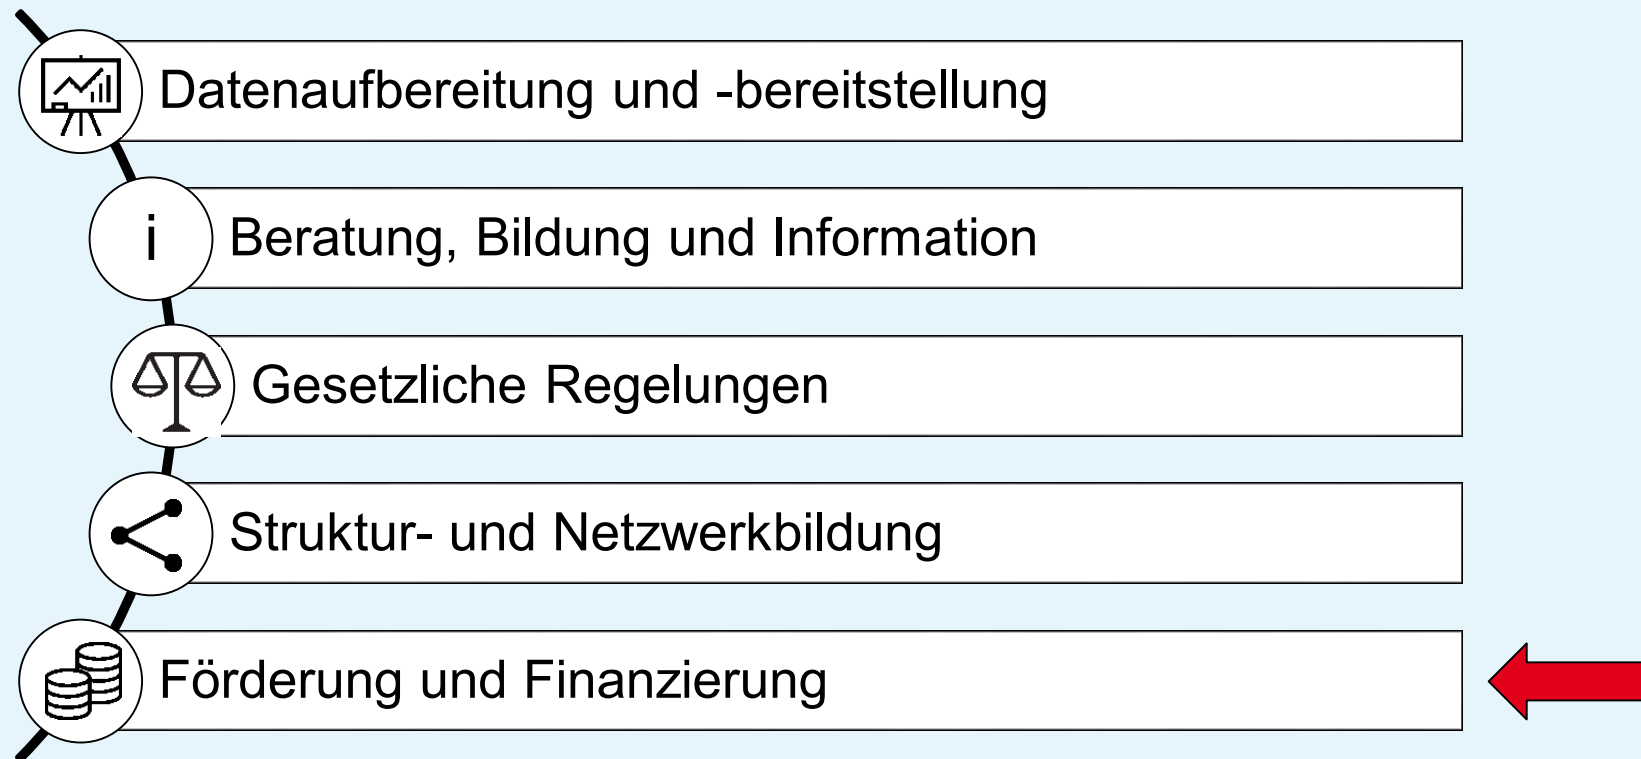 Datenaufbereitung und -bereitstellung
i
Beratung, Bildung und Information
Gesetzliche Regelungen
Struktur- und Netzwerkbildung
Förderung und Finanzierung